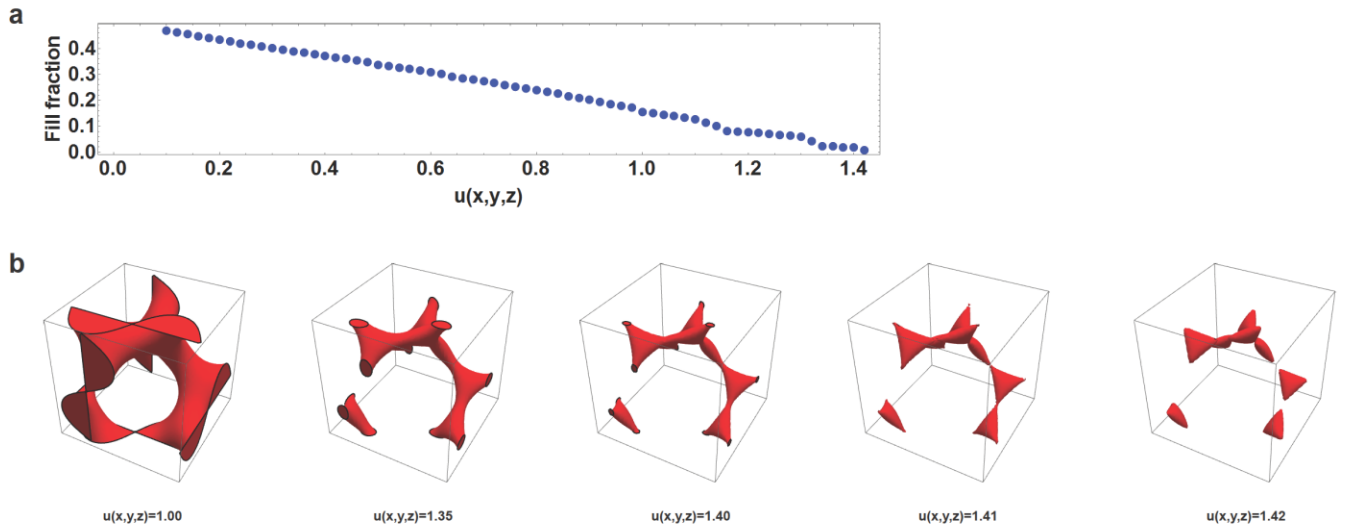 a
Fill fraction
0.4
0.3
0.2
0.1
0.0
0.0 0.2 0.4 0.6 0.8 1.0 1.2 1.4
u(x,y,z)
b
u(x,y,z)=1.00 u(x,y,z)=1.35 u(x,y,z)=1.40 u(x,y,z)=1.41 u(x,y,z)=1.42